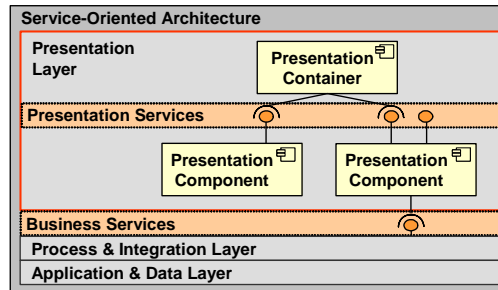 Service-Oriented Architecture
Presentation
Layer
Presentation
Container
Presentation Services
Presentation
Component
Presentation
Component
Business Services
Process & Integration Layer
Application & Data Layer